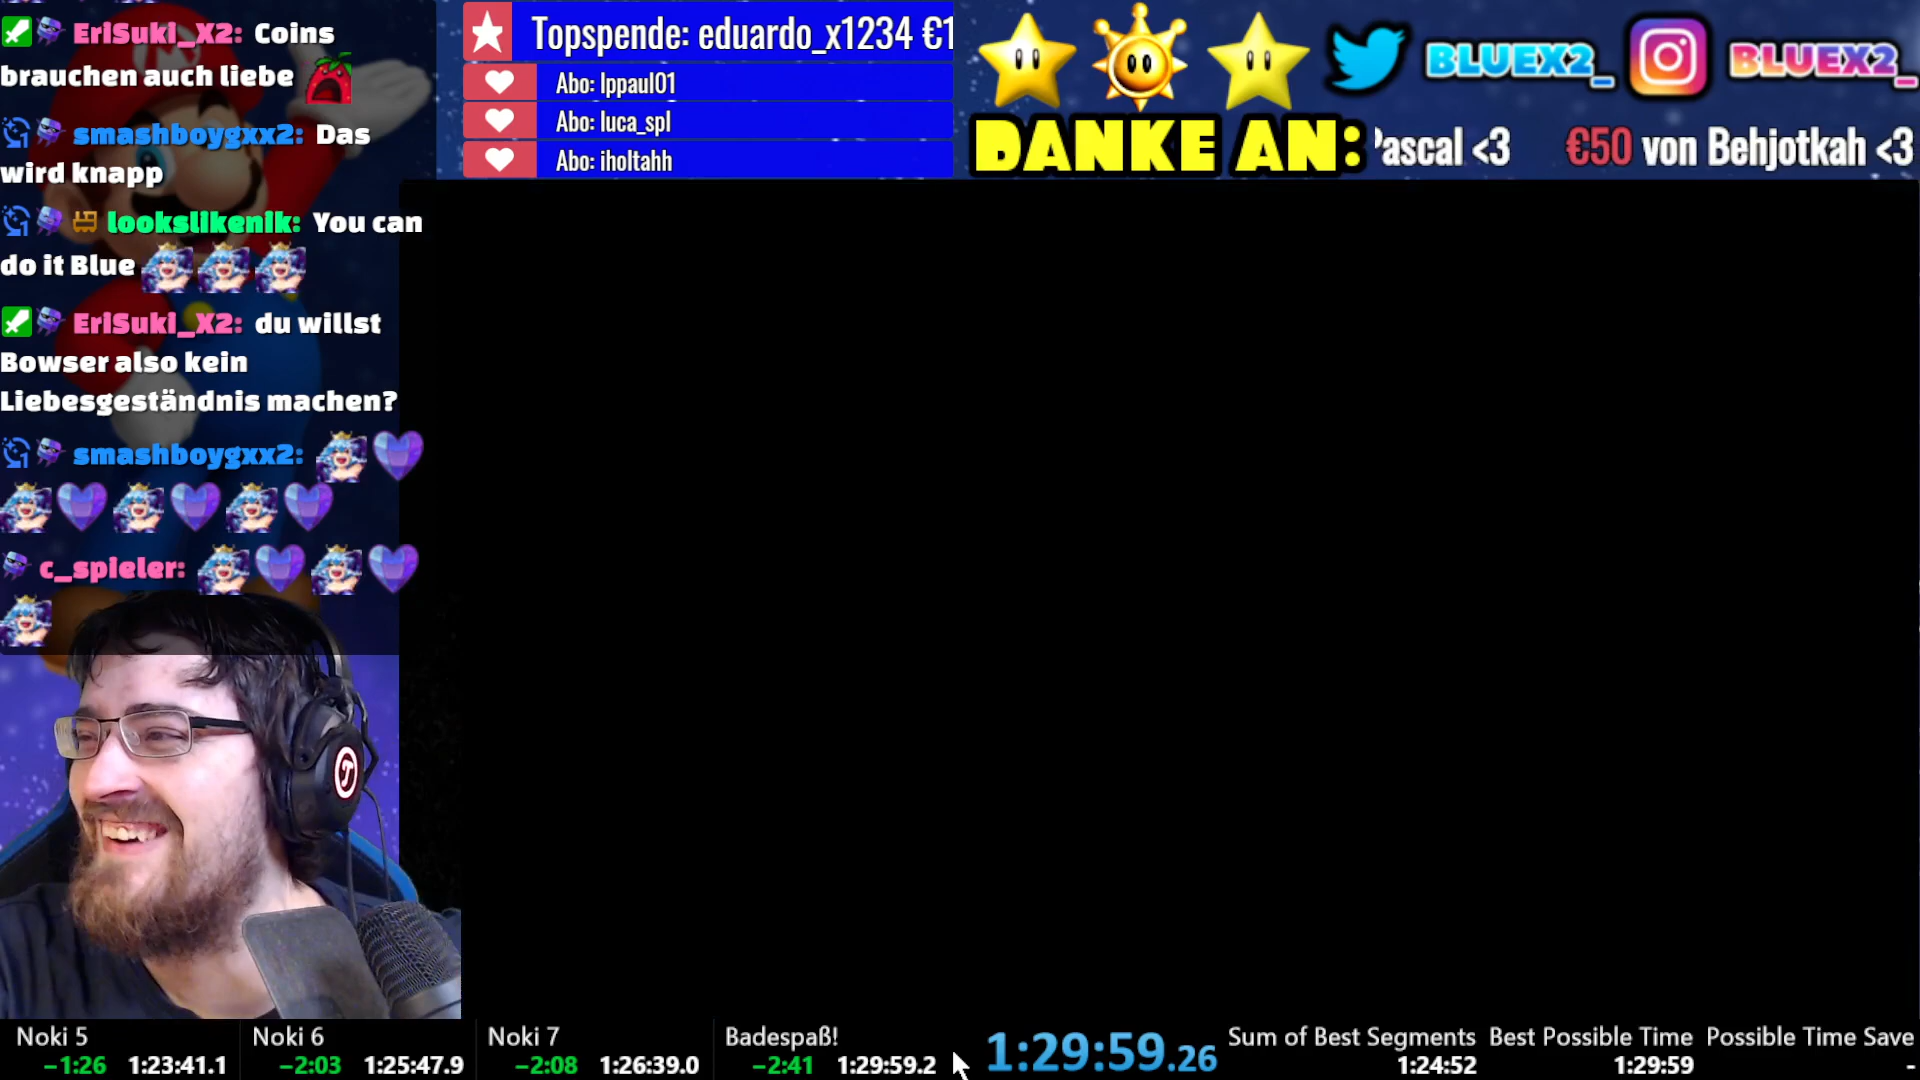 EriSuki_X2: Coins
brauchen auch liebe
smashboygxx2: Das
wird knapp
lookslikenik: You can
do it Blue
EriSuki_X2: du willst
Bowser also kein
Liebesgeständnis machen?
smashboygxx2:
c_spieler:
Topspende: eduardo_x1234 €1
Abo: lppaul01
Abo: luca_spl
Abo: iholtahh
BLUEX2_
BLUEX2_
DANKE AN: Pascal <3 €50 von Behjotkah <3
Noki 5
-1:26 1:23:41.1
Noki 6
-2:03 1:25:47.9
Noki 7
-2:08 1:26:39.0
Badespaß!
-2:41 1:29:59.2
1:29:59.26
Sum of Best Segments
1:24:52
Best Possible Time
1:29:59
Possible Time Save
-